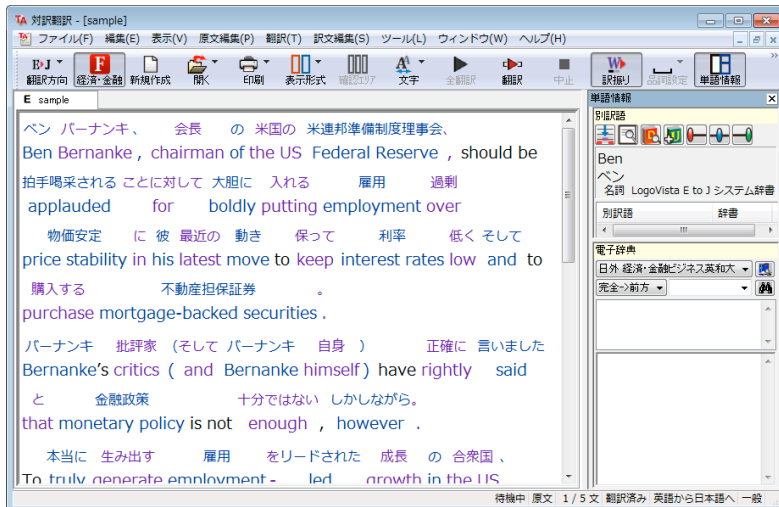 対訳翻訳 - [sample]
ファイル(F) 編集(E) 表示(V) 原文編集(P) 翻訳(T) 訳文編集(S) ツール(L) ウィンドウ(W) ヘルプ(H)
E▸J
翻訳方向 経済・金融 新規作成 開く 印刷 表示形式 確認エリア 文字 全翻訳 翻訳 中止 訳振り 品詞設定 単語情報
E sample
ベン バーナンキ 、 会長 の 米国の 米連邦準備制度理事会、
Ben Bernanke , chairman of the US Federal Reserve , should be
拍手喝采される ことに対して 大胆に 入れる 雇用 過剰
applauded for boldly putting employment over
物価安定 に 彼 最近の 動き 保って 利率 低く そして
price stability in his latest move to keep interest rates low and to
購入する 不動産担保証券 。
purchase mortgage-backed securities .
バーナンキ 批評家 （そして バーナンキ 自身 ） 正確に 言いました
Bernanke's critics ( and Bernanke himself ) have rightly said
と 金融政策 十分ではない しかしながら。
that monetary policy is not enough , however .
本当に 生み出す 雇用 をリードされた 成長 の 合衆国 、
To truly generate employment - led growth in the US
単語情報
別訳語
Ben
ベン
名詞 LogoVista E to J システム辞書
別訳語 辞書
電子辞典
日外 経済・金融ビジネス英和大
完全->前方
待機中 原文 1 / 5 文 翻訳済み 英語から日本語へ 一般